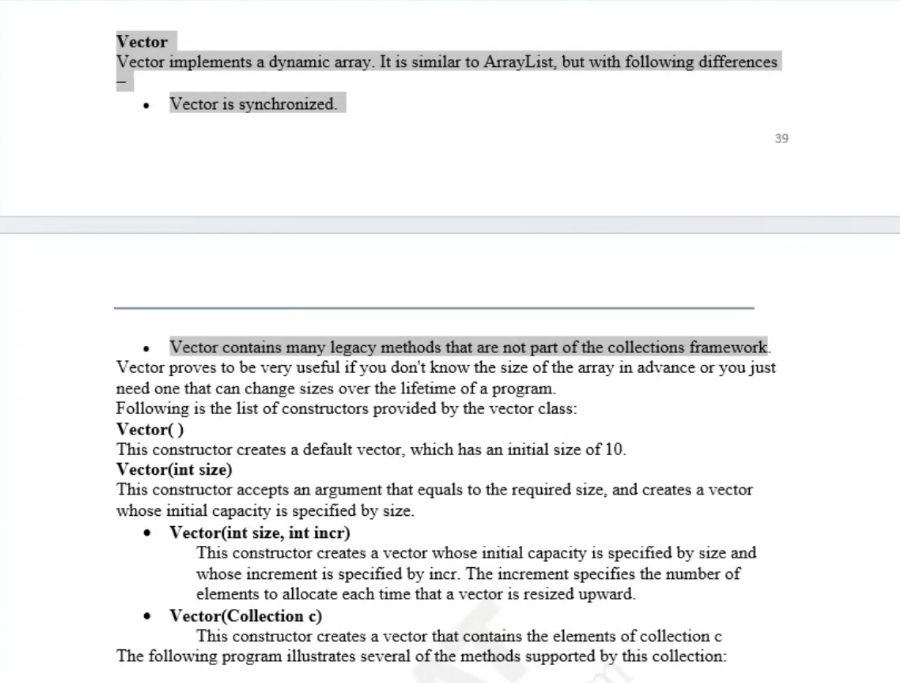 Vector
Vector implements a dynamic array. It is similar to ArrayList, but with following differences
–
• Vector is synchronized.
39
• Vector contains many legacy methods that are not part of the collections framework.
Vector proves to be very useful if you don't know the size of the array in advance or you just
need one that can change sizes over the lifetime of a program.
Following is the list of constructors provided by the vector class:
Vector( )
This constructor creates a default vector, which has an initial size of 10.
Vector(int size)
This constructor accepts an argument that equals to the required size, and creates a vector
whose initial capacity is specified by size.
• Vector(int size, int incr)
This constructor creates a vector whose initial capacity is specified by size and
whose increment is specified by incr. The increment specifies the number of
elements to allocate each time that a vector is resized upward.
• Vector(Collection c)
This constructor creates a vector that contains the elements of collection c
The following program illustrates several of the methods supported by this collection: